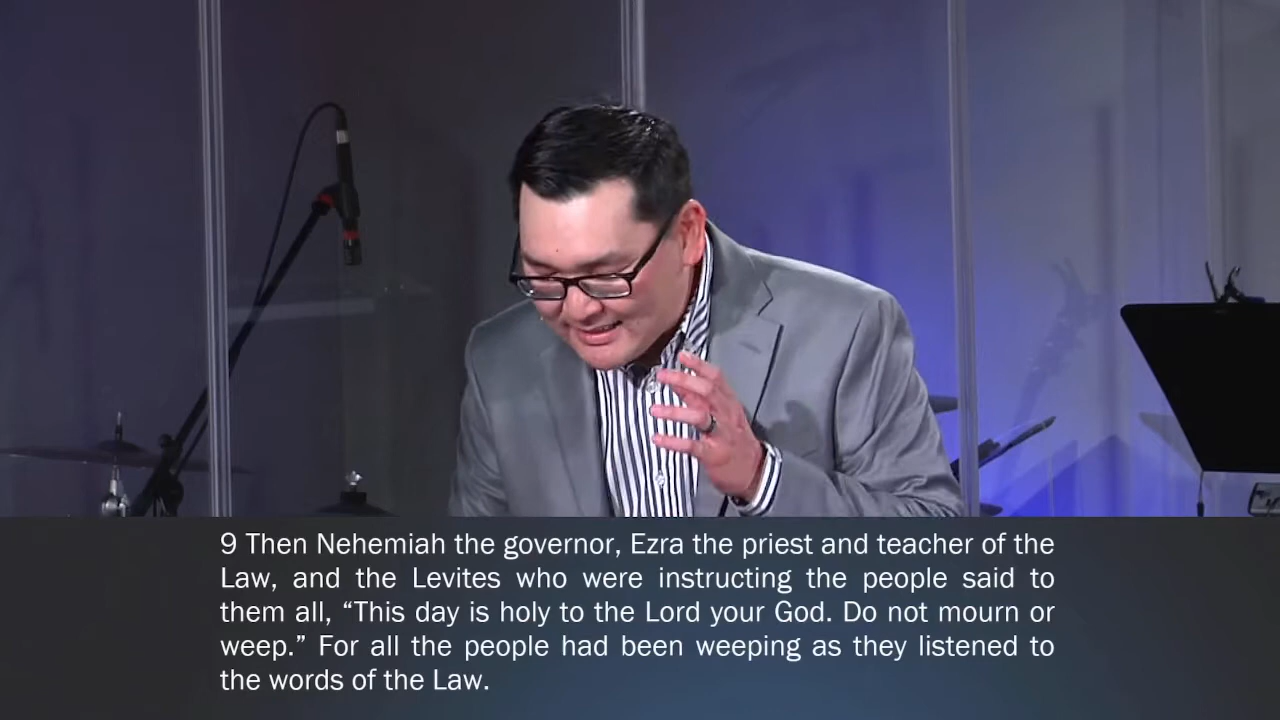 9 Then Nehemiah the governor, Ezra the priest and teacher of the
Law, and the Levites who were instructing the people said to
them all, “This day is holy to the Lord your God. Do not mourn or
weep.” For all the people had been weeping as they listened to
the words of the Law.